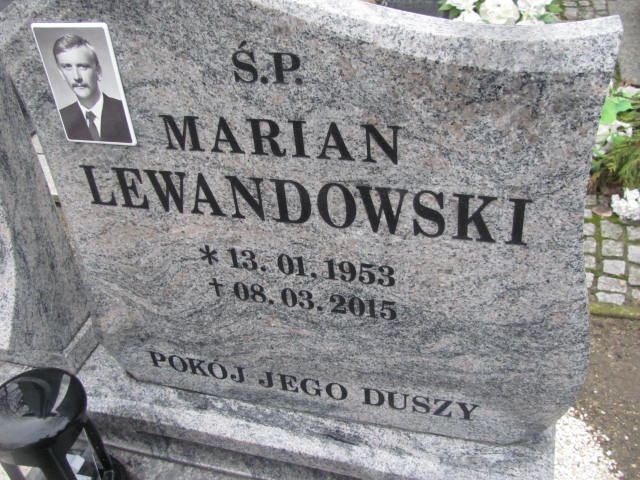 Ś.P.
MARIAN
LEWANDOWSKI
* 13. 01. 1953
† 08. 03. 2015
POKÓJ JEGO DUSZY